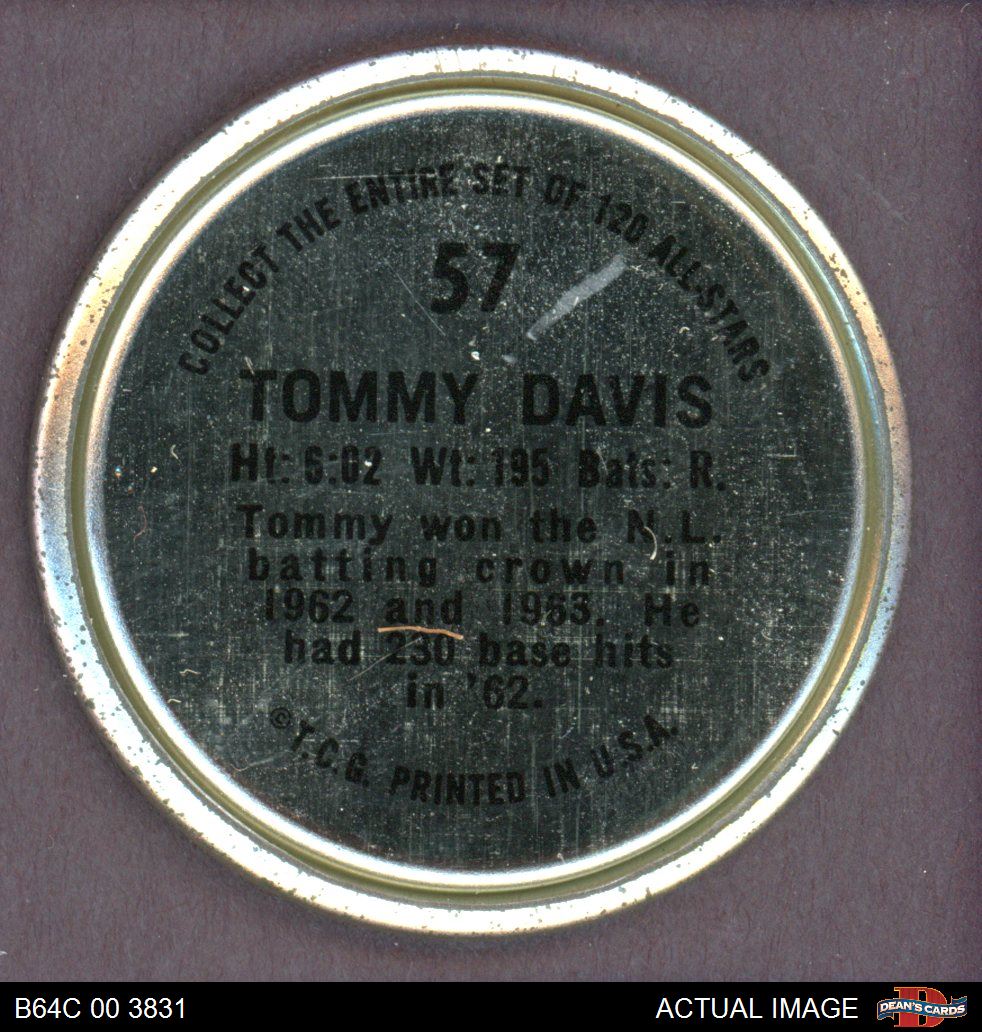 COLLECT THE ENTIRE SET OF 120 ALL-STARS
57
TOMMY DAVIS
Ht: 6:02 Wt: 195 Bats: R.
Tommy won the N.L.
batting crown in
1962 and 1963. He
had 230 base hits
in '62.
© T.C.G. PRINTED IN U.S.A.
B64C 00 3831
ACTUAL IMAGE
DEAN'S CARDS